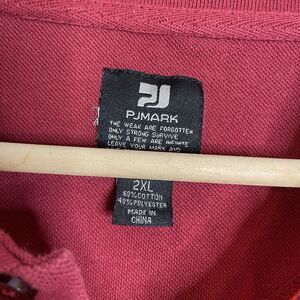 PJMARK
THE WEAK ARE FORGOTTEN
ONLY STRONG SURVIVE
ONLY A FEW ARE INFINITE
LEAVE YOUR MARK AND
2XL
60%COTTON
40%POLYESTER
MADE IN
CHINA